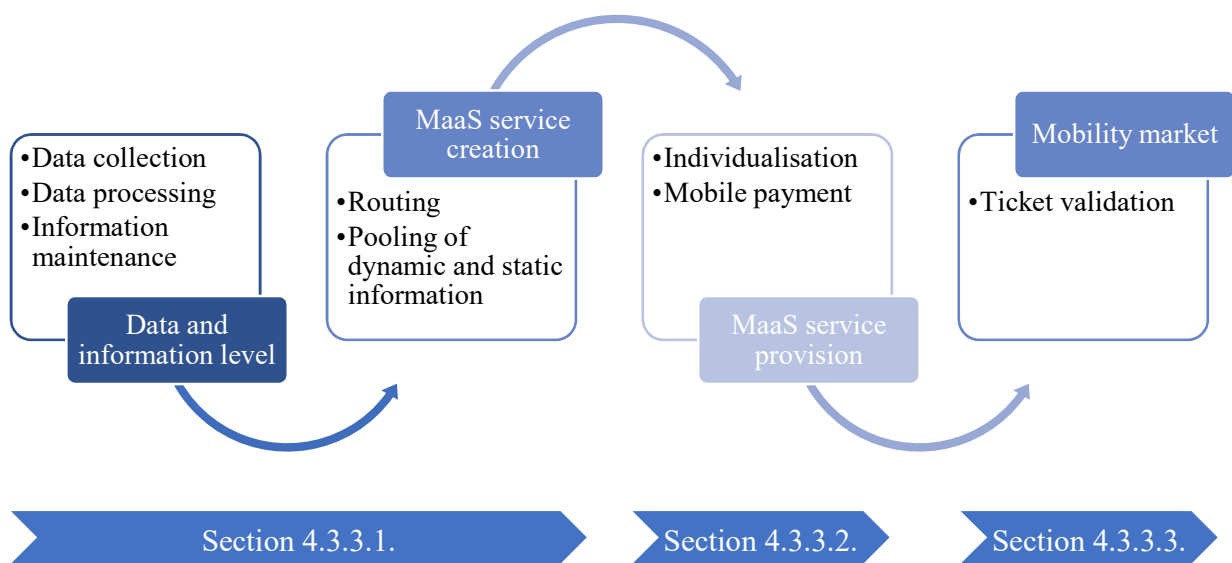 •Data collection
•Data processing
•Information
maintenance
Data and
information level
MaaS service
creation
•Routing
•Pooling of
dynamic and static
information
•Individualisation
•Mobile payment
MaaS service
provision
Mobility market
•Ticket validation
Section 4.3.3.1.
Section 4.3.3.2.
Section 4.3.3.3.